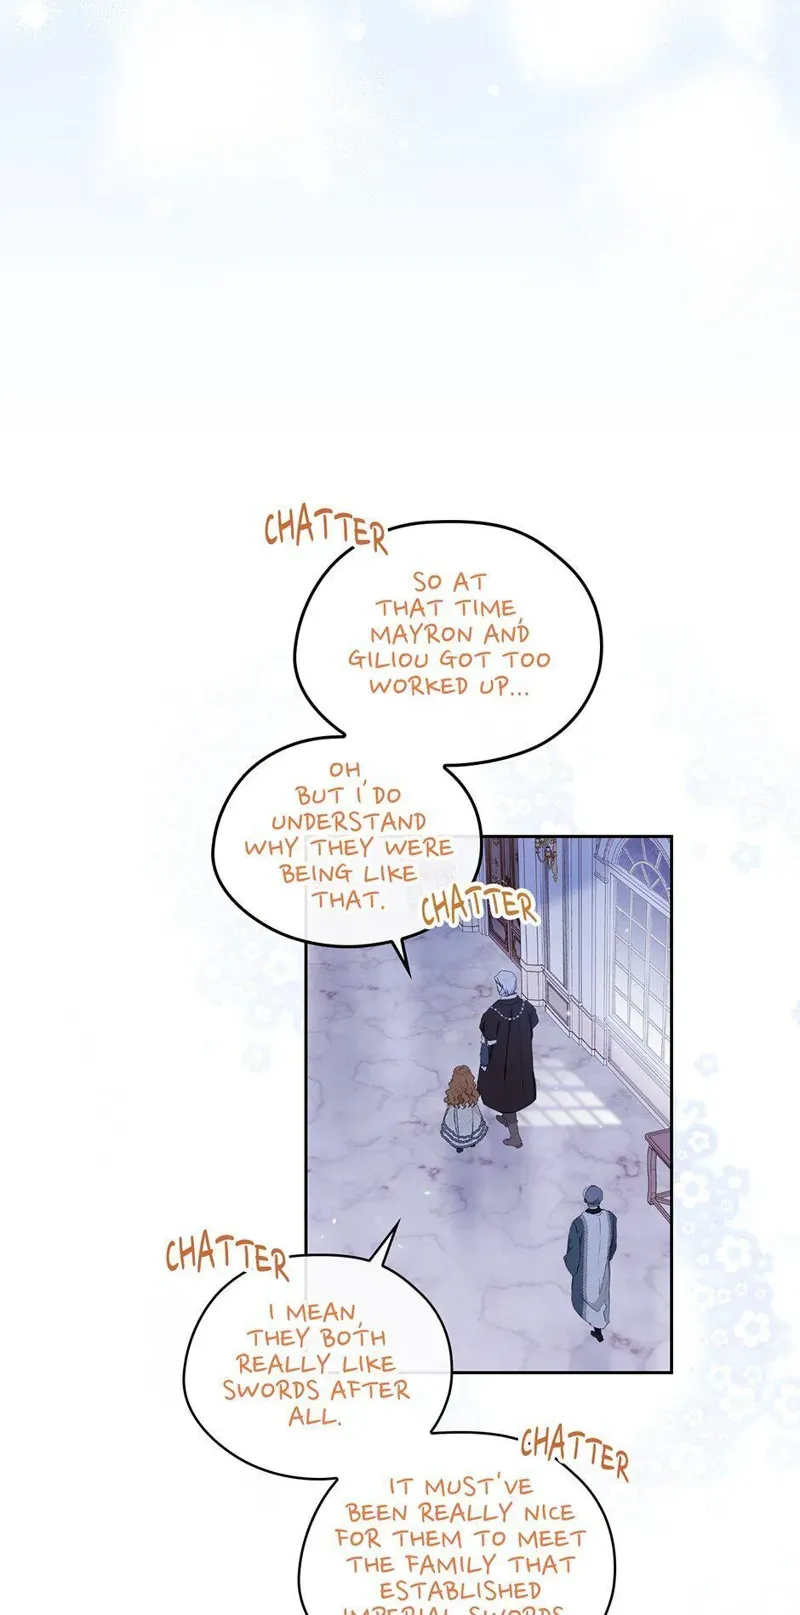 CHATTER
SO AT
THAT TIME,
MAYRON AND
GILIOU GOT TOO
WORKED UP...
OH,
BUT I DO
UNDERSTAND
WHY THEY WERE
BEING LIKE
THAT.
CHATTER
CHATTER
I MEAN,
THEY BOTH
REALLY LIKE
SWORDS AFTER
ALL.
CHATTER
IT MUST'VE
BEEN REALLY NICE
FOR THEM TO MEET
THE FAMILY THAT
ESTABLISHED
IMPERIAL SWORDS